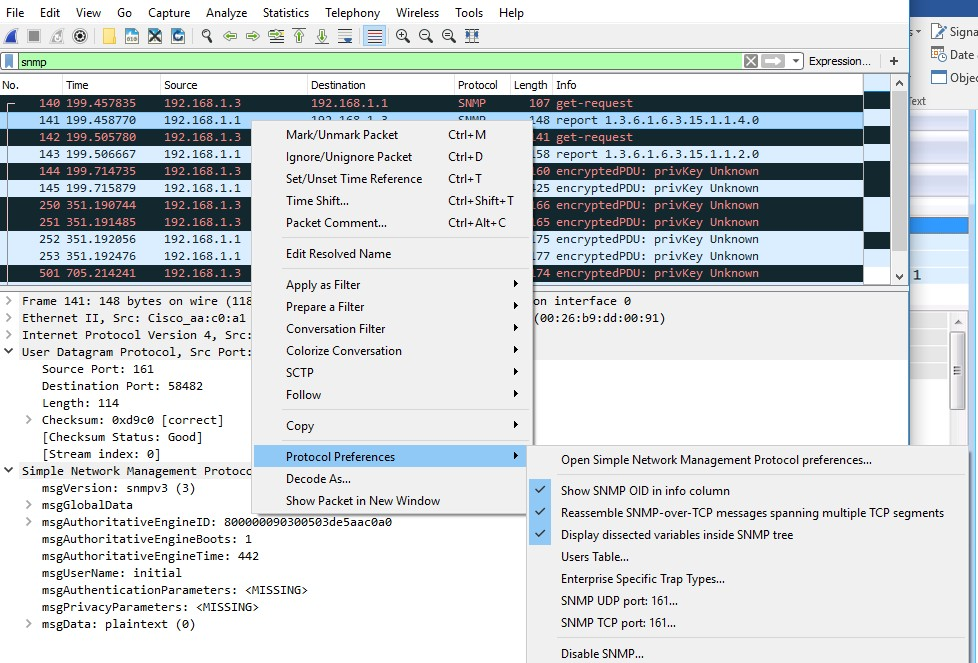 File Edit View Go Capture Analyze Statistics Telephony Wireless Tools Help
Signa
snmp Expression... +
Date
Objec
No. Time Source Destination Protocol Length Info
ext
140 199.457835 192.168.1.3 192.168.1.1 SNMP 107 get-request
141 199.458770 192.168.1.1 192.168.1.3 SNMP 148 report 1.3.6.1.6.3.15.1.1.4.0
142 199.505780 192.168.1.3 141 get-request
143 199.506667 192.168.1.1 158 report 1.3.6.1.6.3.15.1.1.2.0
144 199.714735 192.168.1.3 160 encryptedPDU: privKey Unknown
145 199.715879 192.168.1.1 425 encryptedPDU: privKey Unknown
250 351.190744 192.168.1.3 166 encryptedPDU: privKey Unknown
251 351.191485 192.168.1.3 165 encryptedPDU: privKey Unknown
252 351.192056 192.168.1.1 175 encryptedPDU: privKey Unknown
253 351.192476 192.168.1.1 177 encryptedPDU: privKey Unknown
501 705.214241 192.168.1.3 174 encryptedPDU: privKey Unknown
1
Mark/Unmark Packet Ctrl+M
Ignore/Unignore Packet Ctrl+D
Set/Unset Time Reference Ctrl+T
Time Shift... Ctrl+Shift+T
Packet Comment... Ctrl+Alt+C
Edit Resolved Name
Apply as Filter
Prepare a Filter
Conversation Filter
Colorize Conversation
SCTP
Follow
Copy
Protocol Preferences
Decode As...
Show Packet in New Window
Frame 141: 148 bytes on wire (118 on interface 0
Ethernet II, Src: Cisco_aa:c0:a1 (00:26:b9:dd:00:91)
Internet Protocol Version 4, Src:
User Datagram Protocol, Src Port:
Source Port: 161
Destination Port: 58482
Length: 114
Checksum: 0xd9c0 [correct]
[Checksum Status: Good]
[Stream index: 0]
Simple Network Management Protoco
msgVersion: snmpv3 (3)
msgGlobalData
msgAuthoritativeEngineID: 800000090300503de5aac0a0
msgAuthoritativeEngineBoots: 1
msgAuthoritativeEngineTime: 442
msgUserName: initial
msgAuthenticationParameters: <MISSING>
msgPrivacyParameters: <MISSING>
msgData: plaintext (0)
Open Simple Network Management Protocol preferences...
Show SNMP OID in info column
Reassemble SNMP-over-TCP messages spanning multiple TCP segments
Display dissected variables inside SNMP tree
Users Table...
Enterprise Specific Trap Types...
SNMP UDP port: 161...
SNMP TCP port: 161...
Disable SNMP...